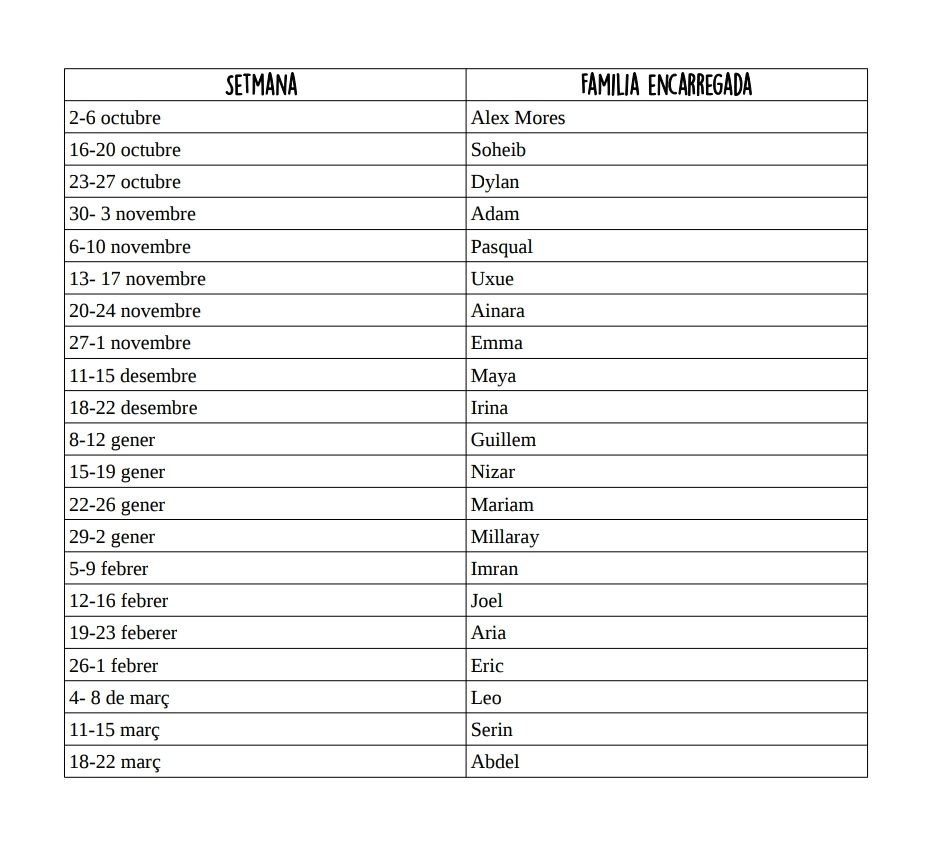 SETMANA FAMILIA ENCARREGADA
2-6 octubre Alex Mores
16-20 octubre Soheib
23-27 octubre Dylan
30- 3 novembre Adam
6-10 novembre Pasqual
13- 17 novembre Uxue
20-24 novembre Ainara
27-1 novembre Emma
11-15 desembre Maya
18-22 desembre Irina
8-12 gener Guillem
15-19 gener Nizar
22-26 gener Mariam
29-2 gener Millaray
5-9 febrer Imran
12-16 febrer Joel
19-23 feberer Aria
26-1 febrer Eric
4- 8 de març Leo
11-15 març Serin
18-22 març Abdel